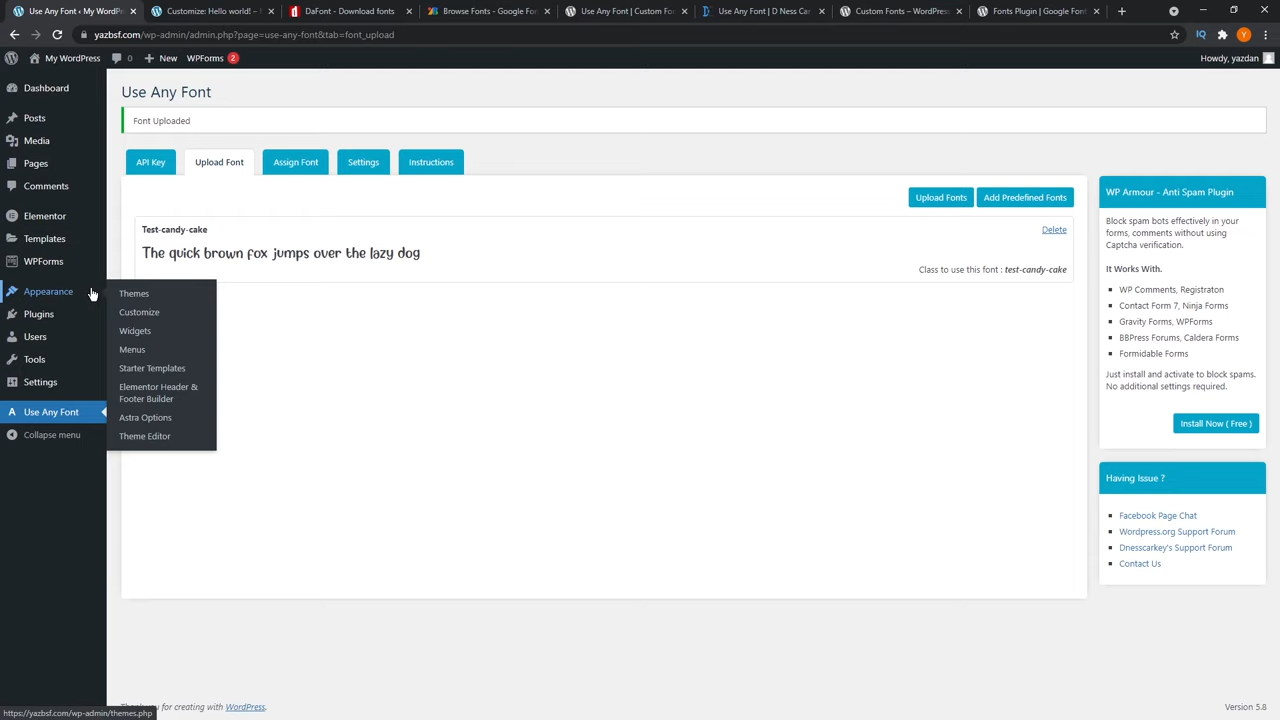 Use Any Font ‹ My WordPre
Customize: Hello world! – M
DaFont - Download fonts
Browse Fonts - Google Fon
Use Any Font | Custom For
Use Any Font | D Ness Carl
Custom Fonts – WordPress
Fonts Plugin | Google Font
yazbsf.com/wp-admin/admin.php?page=use-any-font&tab=font_upload
My WordPress
0
New
WPForms 2
Howdy, yazdan
Dashboard
Posts
Media
Pages
Comments
Elementor
Templates
WPForms
Appearance
Plugins
Users
Tools
Settings
Use Any Font
Collapse menu
Themes
Customize
Widgets
Menus
Starter Templates
Elementor Header &
Footer Builder
Astra Options
Theme Editor
Use Any Font
Font Uploaded
API Key
Upload Font
Assign Font
Settings
Instructions
Upload Fonts
Add Predefined Fonts
Test-candy-cake
Delete
The quick brown fox jumps over the lazy dog
Class to use this font : test-candy-cake
WP Armour - Anti Spam Plugin
Block spam bots effectively in your
forms, comments without using
Captcha verification.
It Works With.
WP Comments, Registraton
Contact Form 7, Ninja Forms
Gravity Forms, WPForms
BBPress Forums, Caldera Forms
Formidable Forms
Just install and activate to block spams.
No additional settings required.
Install Now ( Free )
Having Issue ?
Facebook Page Chat
Wordpress.org Support Forum
Dnesscarkey's Support Forum
Contact Us
you for creating with WordPress.
Version 5.8
https://yazbsf.com/wp-admin/themes.php